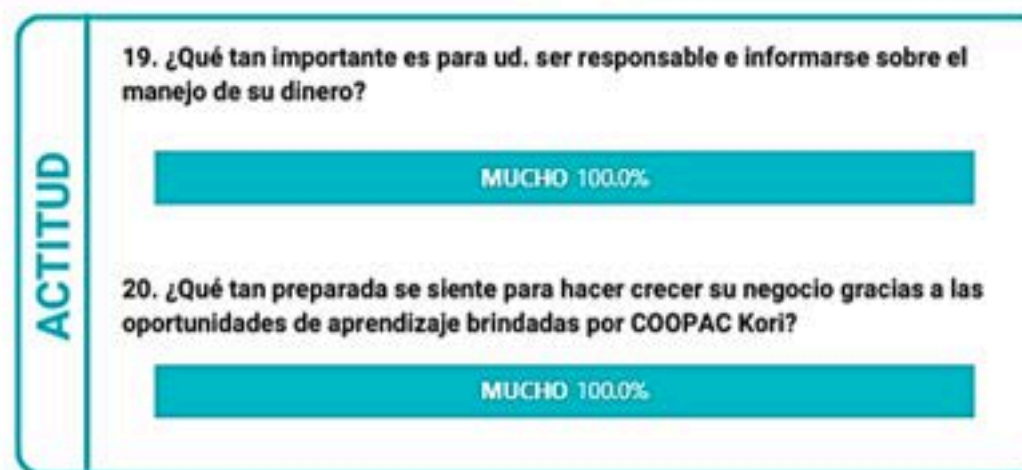 ACTITUD
19. ¿Qué tan importante es para ud. ser responsable e informarse sobre el
manejo de su dinero?
MUCHO 100.0%
20. ¿Qué tan preparada se siente para hacer crecer su negocio gracias a las
oportunidades de aprendizaje brindadas por COOPAC Kori?
MUCHO 100.0%